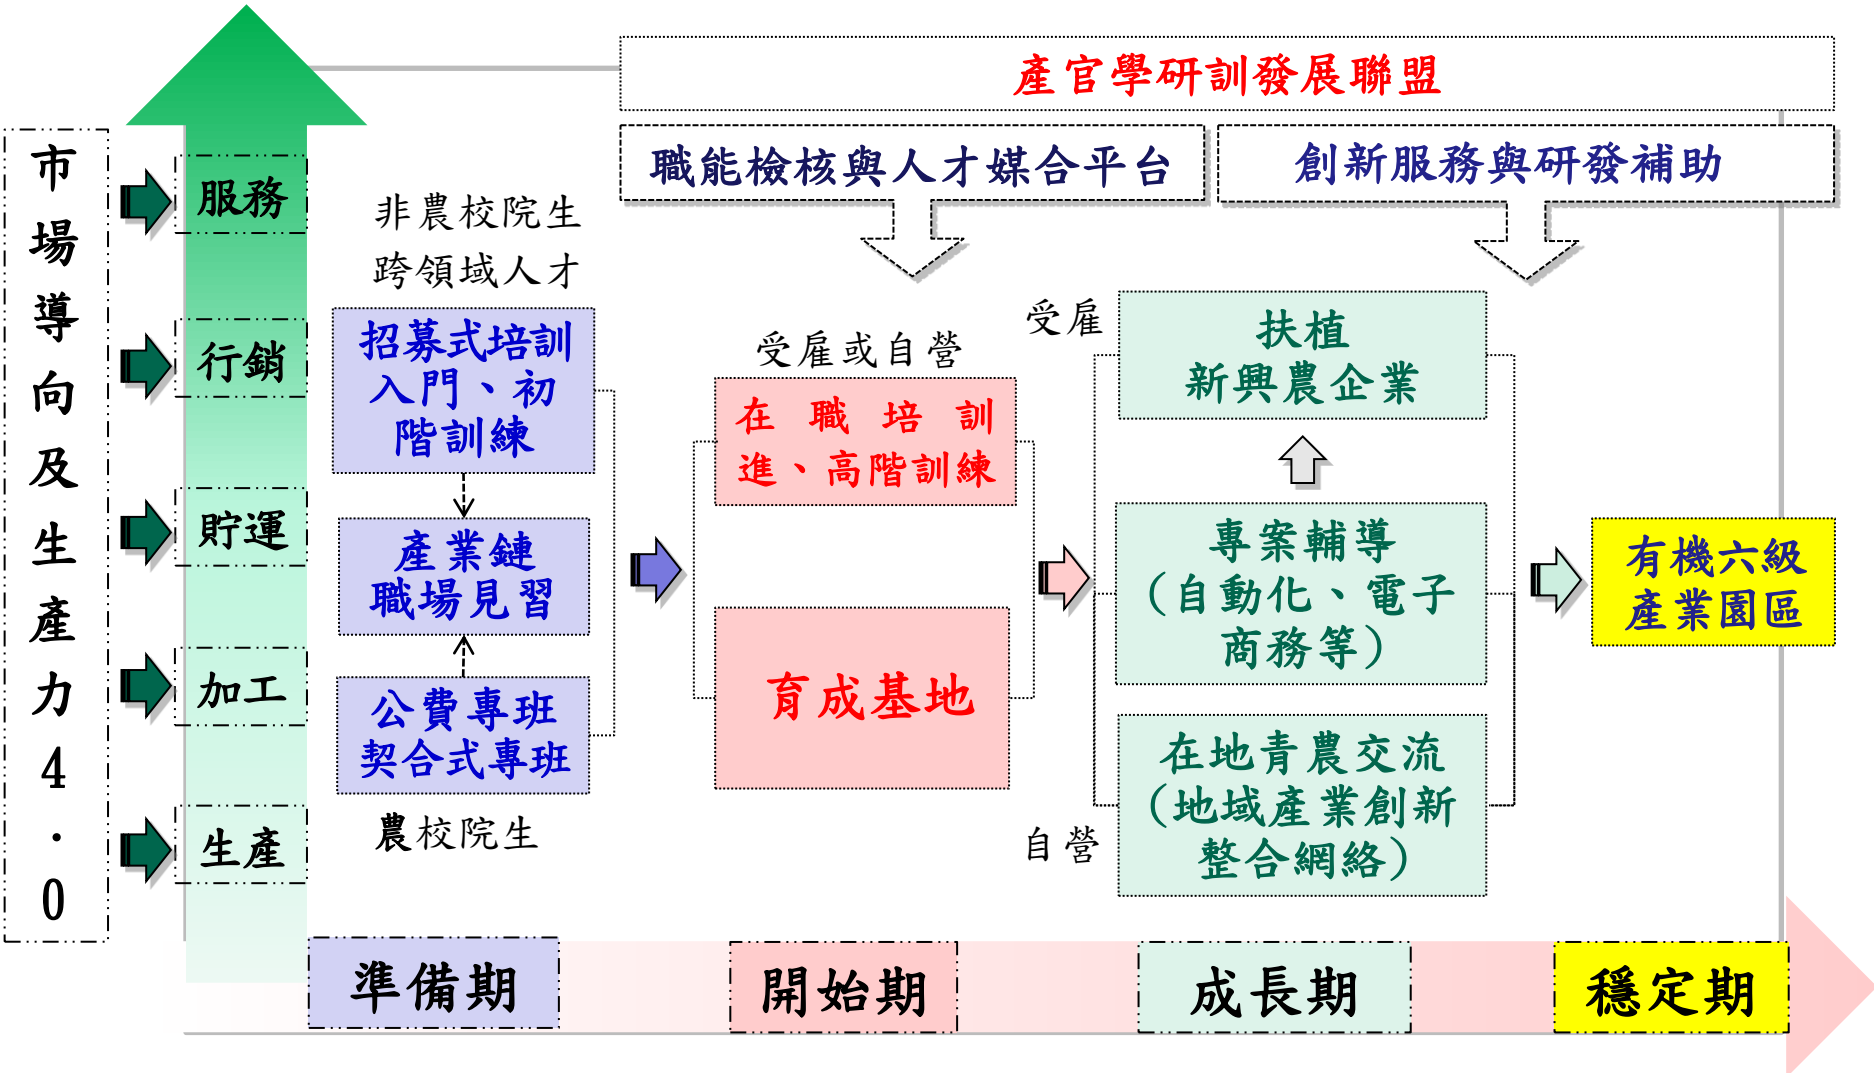 產官學研訓發展聯盟
職能檢核與人才媒合平台
創新服務與研發補助
市場導向及生產力4.0
服務
行銷
貯運
加工
生產
非農校院生
跨領域人才
招募式培訓
入門、初
階訓練
產業鏈
職場見習
公費專班
契合式專班
農校院生
受雇或自營
在職培訓
進、高階訓練
育成基地
受雇
扶植
新興農企業
專案輔導
(自動化、電子
商務等)
在地青農交流
(地域產業創新
整合網絡)
自營
有機六級
產業園區
準備期
開始期
成長期
穩定期